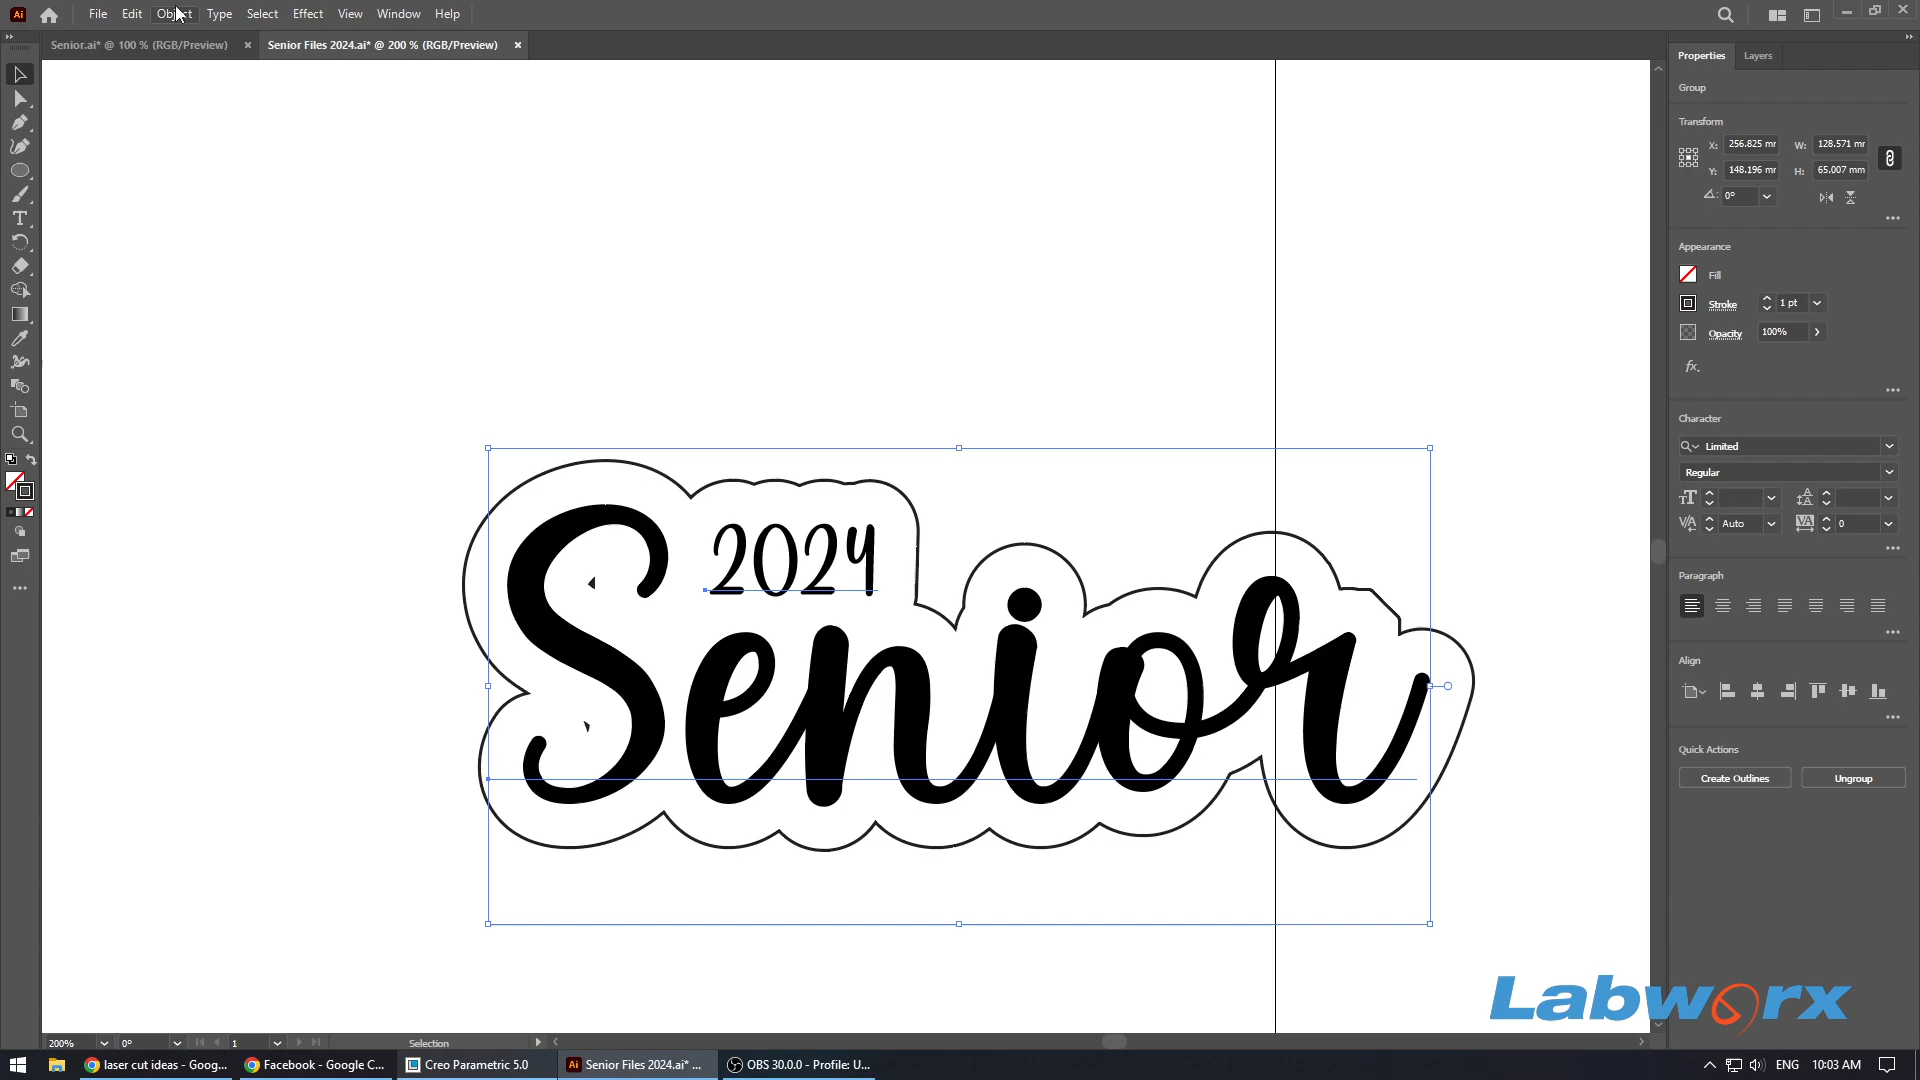 Ai File Edit Object Type Select Effect View Window Help
Senior.ai* @ 100 % (RGB/Preview) × Senior Files 2024.ai* @ 200 % (RGB/Preview) ×
Properties Layers
Group
Transform
X: 256.825 mr W: 128.571 mr
Y: 148.196 mr H: 65.007 mm
0°
Appearance
Fill
Stroke 1 pt
Opacity 100%
fx.
Character
Limited
Regular
Auto 0
Paragraph
Align
Quick Actions
Create Outlines Ungroup
2024
Senior
Labworx
200% 0° 1 Selection
laser cut ideas - Goog... Facebook - Google C... Creo Parametric 5.0 Ai Senior Files 2024.ai* ... OBS 30.0.0 - Profile: U... ENG 10:03 AM